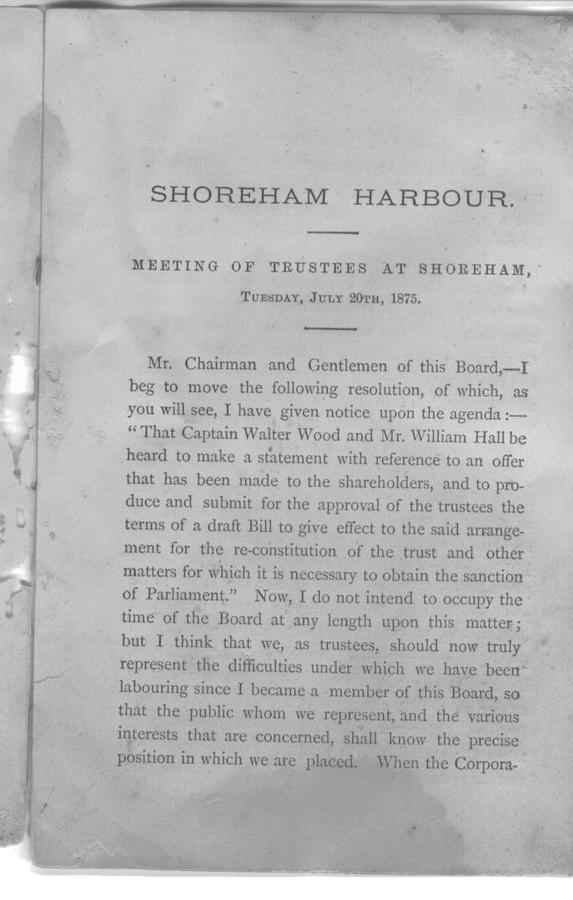 SHOREHAM HARBOUR.
MEETING OF TRUSTEES AT SHOREHAM,
TUESDAY, JULY 20TH, 1875.
Mr. Chairman and Gentlemen of this Board,—I
beg to move the following resolution, of which, as
you will see, I have given notice upon the agenda :—
“That Captain Walter Wood and Mr. William Hall be
heard to make a statement with reference to an offer
that has been made to the shareholders, and to pro-
duce and submit for the approval of the trustees the
terms of a draft Bill to give effect to the said arrange-
ment for the re-constitution of the trust and other
matters for which it is necessary to obtain the sanction
of Parliament.” Now, I do not intend to occupy the
time of the Board at any length upon this matter;
but I think that we, as trustees, should now truly
represent the difficulties under which we have been
labouring since I became a member of this Board, so
that the public whom we represent, and the various
interests that are concerned, shall know the precise
position in which we are placed. When the Corpora-